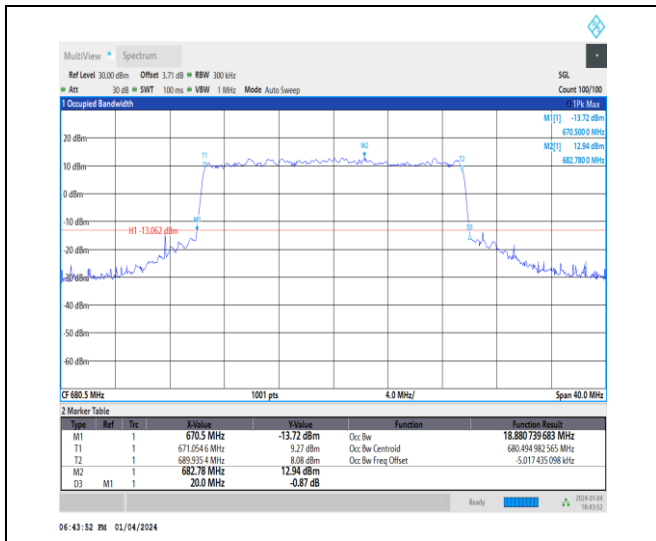 MultiView Spectrum
Ref Level 30.00 dBm Offset 3.71 dB RBW 300 kHz SGL
Att 30 dB SWT 100 ms VBW 1 MHz Mode Auto Sweep Count 100/100
1 Occupied Bandwidth 1Pk Max
M1[1] -13.72 dBm
670.500 0 MHz
M2[1] 12.94 dBm
682.780 0 MHz
20 dBm
M2
T1 T2
10 dBm
0 dBm
-10 dBm
M1
H1 -13.062 dBm
D3
-20 dBm
-30 dBm
-40 dBm
-50 dBm
-60 dBm
CF 680.5 MHz 1001 pts 4.0 MHz/ Span 40.0 MHz
2 Marker Table
Type Ref Trc X-Value Y-Value Function Function Result
M1 1 670.5 MHz -13.72 dBm Occ Bw 18.880 739 683 MHz
T1 1 671.054 6 MHz 9.27 dBm Occ Bw Centroid 680.494 982 565 MHz
T2 1 689.935 4 MHz 8.08 dBm Occ Bw Freq Offset -5.017 435 098 kHz
M2 1 682.78 MHz 12.94 dBm
D3 M1 1 20.0 MHz -0.87 dB
Ready 2024-01-04
18:43:52
06:43:52 PM 01/04/2024